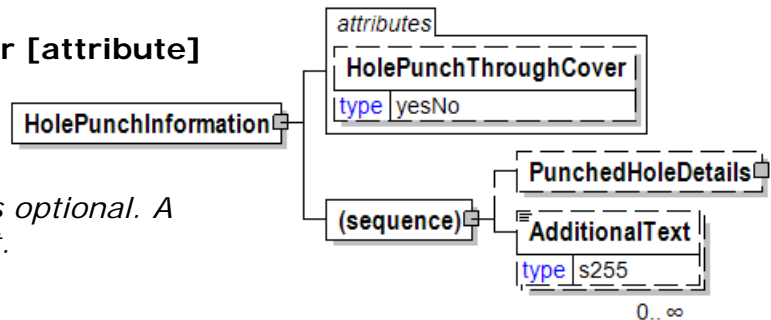 attributes
r [attribute]
HolePunchThroughCover
type yesNo
HolePunchInformation
PunchedHoleDetails
s optional. A
(sequence)
AdditionalText
type s255
0.. ∞